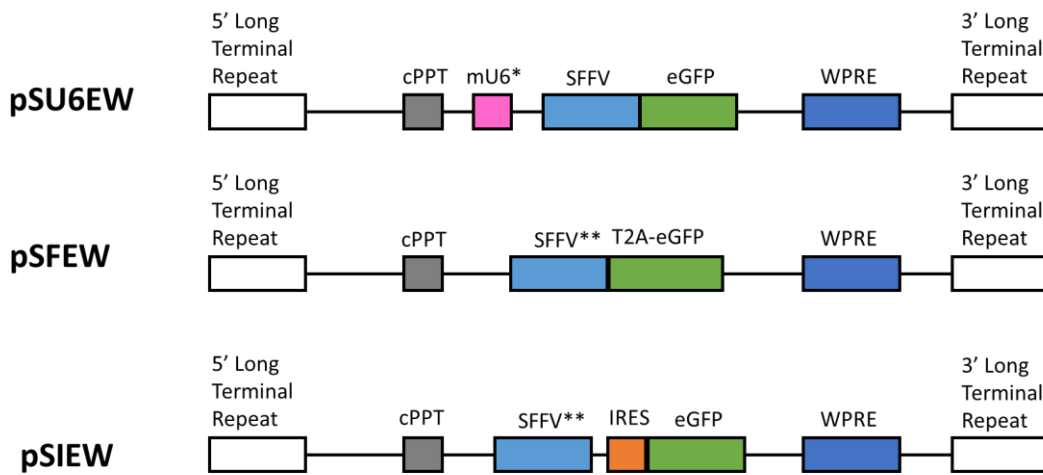 5' Long
Terminal
Repeat
3' Long
Terminal
Repeat
cPPT mU6* SFFV eGFP WPRE
pSU6EW
5' Long
Terminal
Repeat
3' Long
Terminal
Repeat
cPPT SFFV** T2A-eGFP WPRE
pSFEW
5' Long
Terminal
Repeat
3' Long
Terminal
Repeat
cPPT SFFV** IRES eGFP WPRE
pSIEW